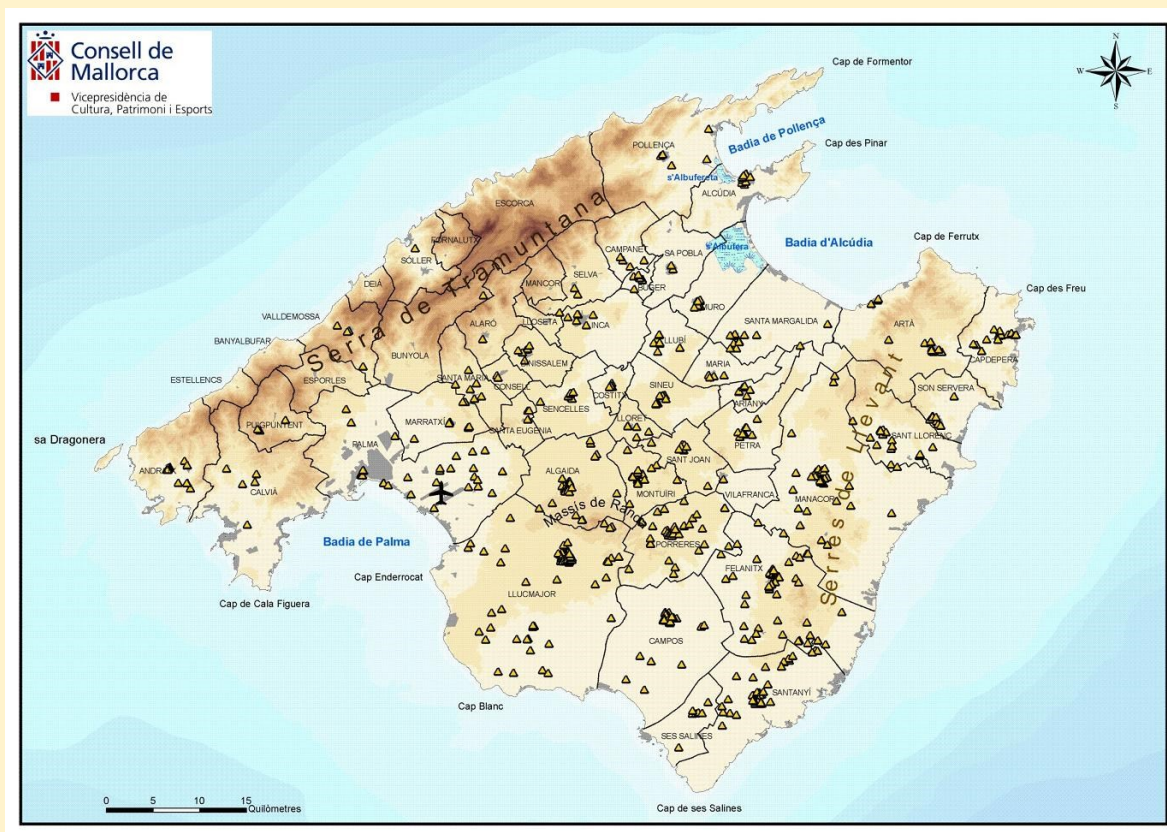 Consell de
Mallorca
Vicepresidència de
Cultura, Patrimoni i Esports
N
W
E
S
Cap de Formentor
Badia de Pollença
POLLENÇA
Cap des Pinar
s'Albufereta
ALCÚDIA
ESCORCA
Badia d'Alcúdia
Cap de Ferrutx
FORNALUTX
SÓLLER
CAMPANET
SA POBLA
s'Albufera
SELVA
MANCOR
BÚGER
Cap des Freu
DEIÀ
Serra de Tramuntana
MURO
VALLDEMOSSA
ALARÓ
LLOSETA
INCA
SANTA MARGALIDA
ARTÀ
BANYALBUFAR
BUNYOLA
BINISSALEM
LLUBÍ
CAPDEPERA
ESTELLENCS
ESPORLES
SANTA MARIA
CONSELL
MARIA
SINEU
SON SERVERA
COSTITX
ARIANY
SENCELLES
LLORET
PUIGPUNYENT
MARRATXÍ
SANTA EUGENIA
sa Dragonera
PALMA
PETRA
SANT LLORENÇ
SANT JOAN
ANDRATX
CALVIÀ
ALGAIDA
MONTUÏRI
VILAFRANCA
MANACOR
Massis de Randa
Serres de Llevant
Badia de Palma
PORRERES
Cap Enderrocat
FELANITX
LLUCMAJOR
Cap de Cala Figuera
CAMPOS
SANTANYÍ
Cap Blanc
SES SALINES
0 5 10 15
Quilòmetres
Cap de ses Salines